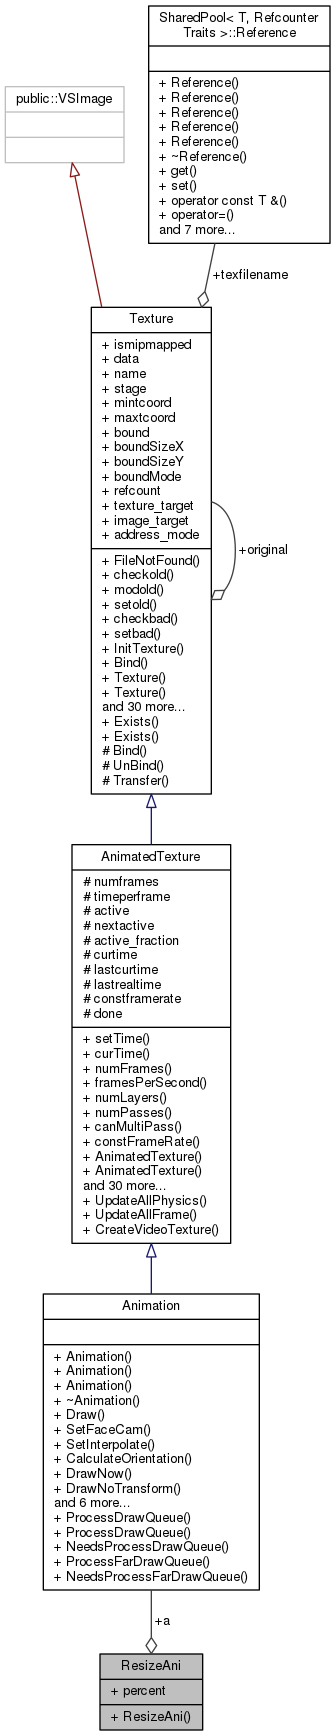 SharedPool< T, Refcounter
Traits >::Reference
+ Reference()
+ Reference()
+ Reference()
+ Reference()
+ Reference()
+ ~Reference()
+ get()
+ set()
+ operator const T &()
+ operator=()
and 7 more...
public::VSImage
+texfilename
Texture
+ ismipmapped
+ data
+ name
+ stage
+ mintcoord
+ maxtcoord
+ bound
+ boundSizeX
+ boundSizeY
+ boundMode
+ refcount
+ texture_target
+ image_target
+ address_mode
+ FileNotFound()
+ checkold()
+ modold()
+ setold()
+ checkbad()
+ setbad()
+ InitTexture()
+ Bind()
+ Texture()
+ Texture()
and 30 more...
+ Exists()
+ Exists()
# Bind()
# UnBind()
# Transfer()
+original
AnimatedTexture
# numframes
# timeperframe
# active
# nextactive
# active_fraction
# curtime
# lastcurtime
# lastrealtime
# constframerate
# done
+ setTime()
+ curTime()
+ numFrames()
+ framesPerSecond()
+ numLayers()
+ numPasses()
+ canMultiPass()
+ constFrameRate()
+ AnimatedTexture()
+ AnimatedTexture()
and 30 more...
+ UpdateAllPhysics()
+ UpdateAllFrame()
+ CreateVideoTexture()
Animation
+ Animation()
+ Animation()
+ Animation()
+ ~Animation()
+ Draw()
+ SetFaceCam()
+ SetInterpolate()
+ CalculateOrientation()
+ DrawNow()
+ DrawNoTransform()
and 6 more...
+ ProcessDrawQueue()
+ ProcessDrawQueue()
+ NeedsProcessDrawQueue()
+ ProcessFarDrawQueue()
+ NeedsProcessFarDrawQueue()
+a
ResizeAni
+ percent
+ ResizeAni()